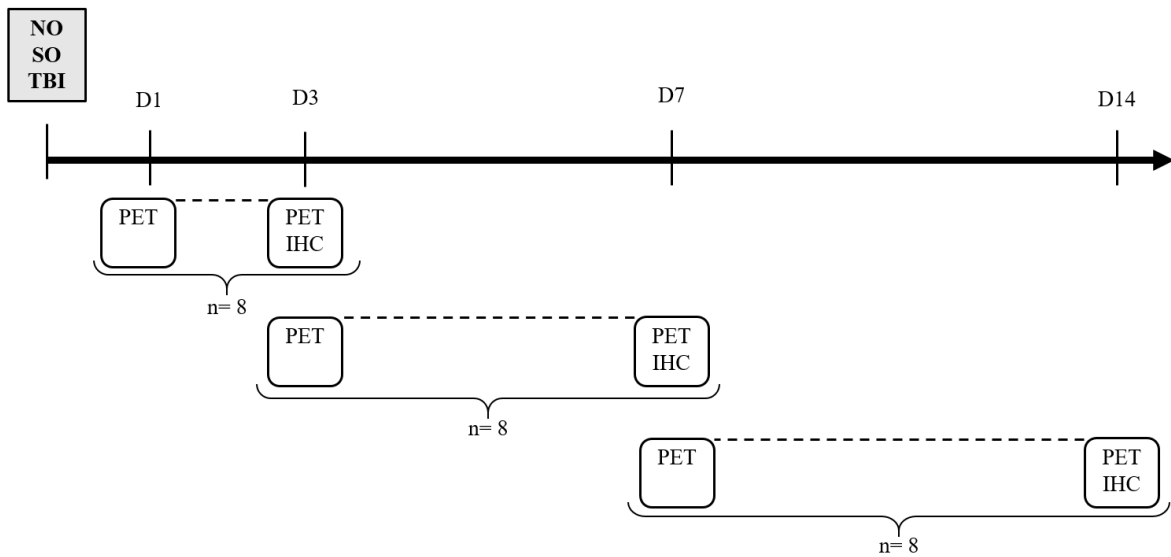 NO
SO
TBI
D1
D3
D7
D14
PET
PET
IHC
n= 8
PET
PET
IHC
n= 8
PET
PET
IHC
n= 8